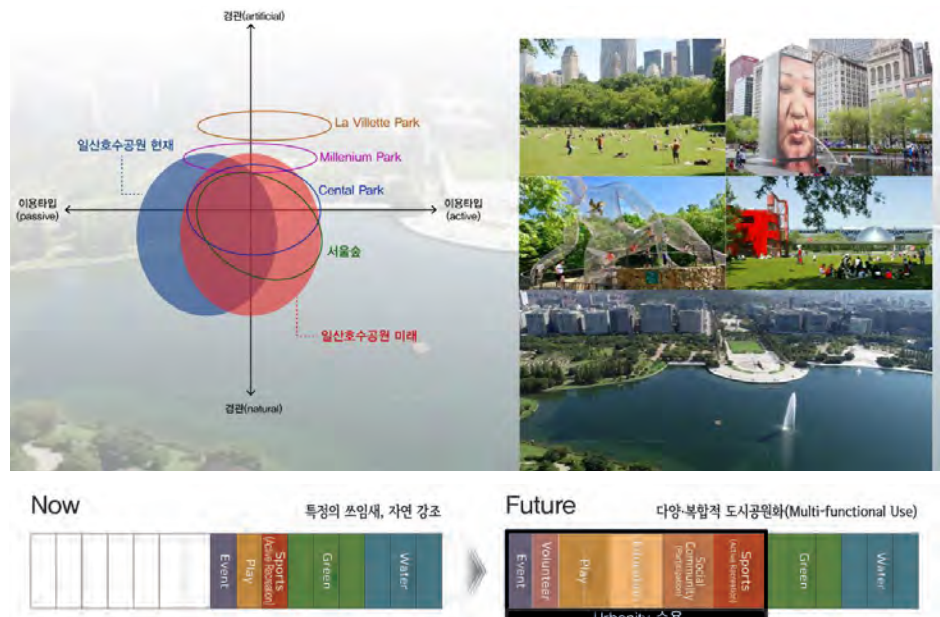 경관(artificial)
La Villette Park
일산호수공원 현재
Millenium Park
Cental Park
이용타입
(passive)
이용타입
(active)
서울숲
일산호수공원 미래
경관(natural)
Now
특정의 쓰임새, 자연 강조
Event
Play
Sports
(Active Recreation)
Green
Water
Future
다양·복합적 도시공원화(Multi-functional Use)
Event
Volunteer
Play
Education
Social
Community
(Participation)
Sports
(Active Recreation)
Green
Water
Urbanity 수용